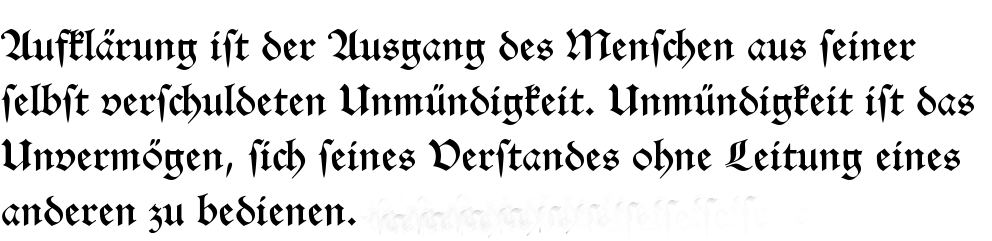 Aufklärung iſt der Ausgang des Menſchen aus ſeiner
ſelbſt verſchuldeten Unmündigkeit. Unmündigkeit iſt das
Unvermögen, ſich ſeines Verſtandes ohne Leitung eines
anderen zu bedienen.